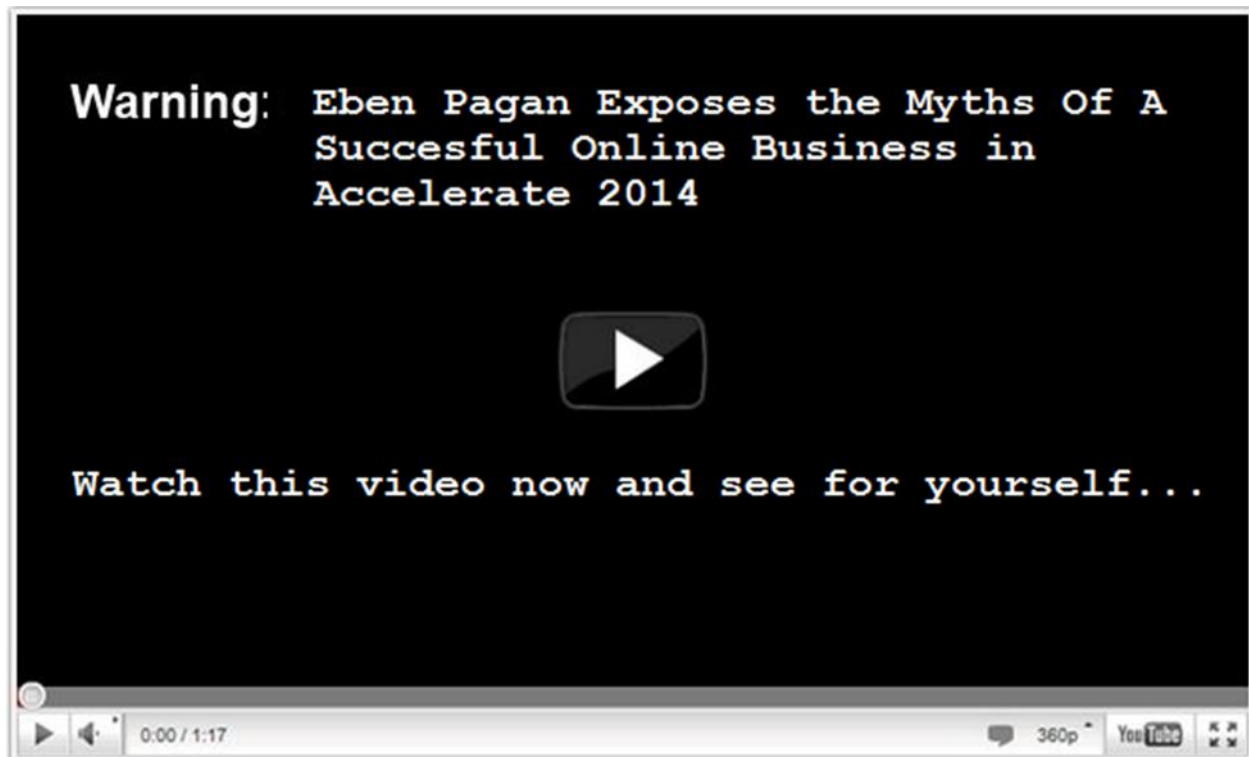 Warning: Eben Pagan Exposes the Myths Of A
Succesful Online Business in
Accelerate 2014
Watch this video now and see for yourself...
0:00 / 1:17 360p YouTube